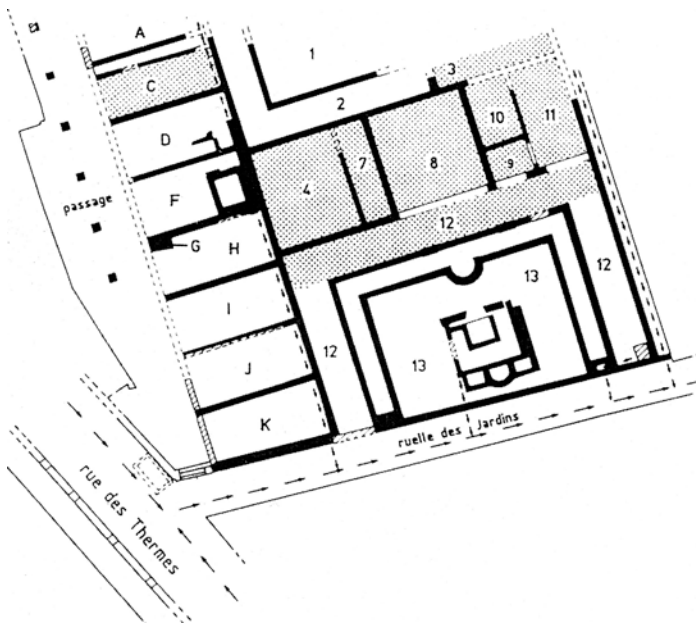 A
1
3
C
2
10
11
D
7
8
4
9
passage
F
12
G
H
13
12
I
12
J
13
K
ruelle des Jardins
rue des Thermes